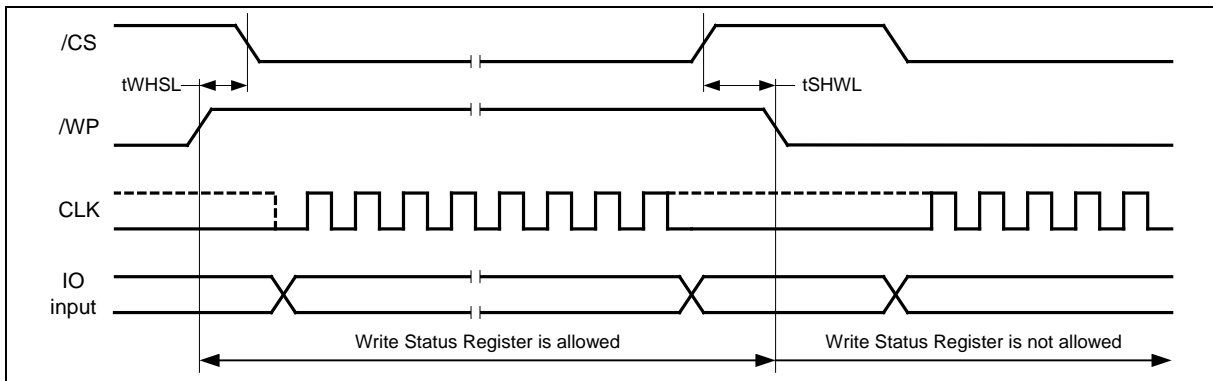 /CS
tWHSL
tSHWL
/WP
CLK
IO
input
Write Status Register is allowed
Write Status Register is not allowed